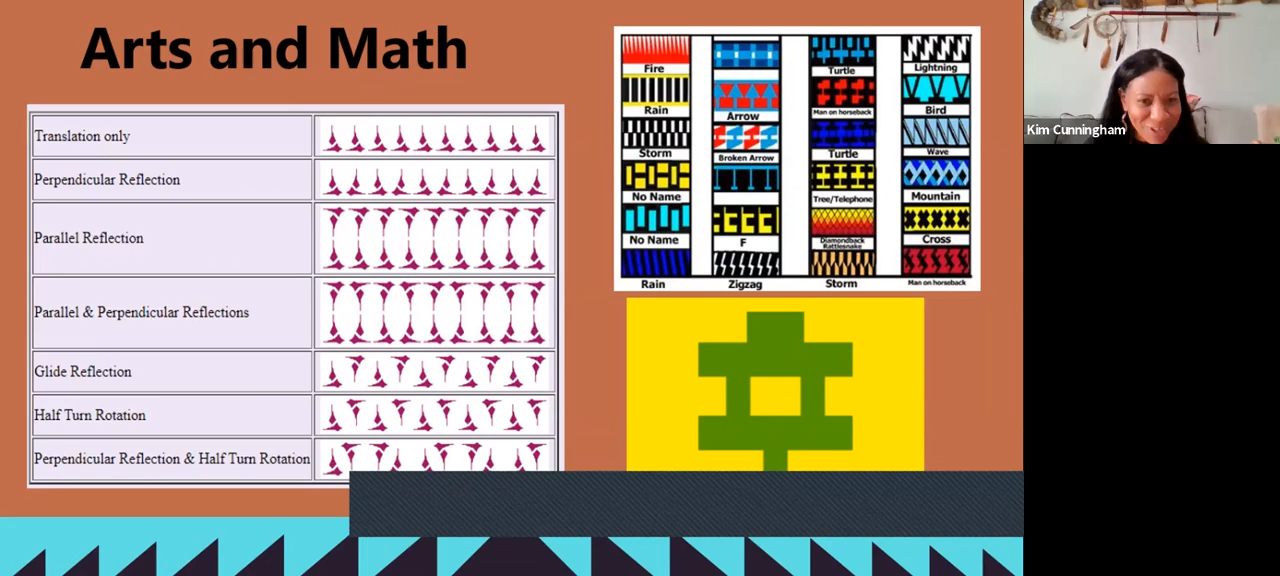 Arts and Math
Translation only
Perpendicular Reflection
Parallel Reflection
Parallel & Perpendicular Reflections
Glide Reflection
Half Turn Rotation
Perpendicular Reflection & Half Turn Rotation
Fire
Turtle
Lightning
Rain
Arrow
Man on horseback
Bird
Storm
Broken Arrow
Turtle
Wave
No Name
Tree/Telephone
Mountain
No Name
F
Diamondback
Rattlesnake
Cross
Rain
Zigzag
Storm
Man on horseback
Kim Cunningham